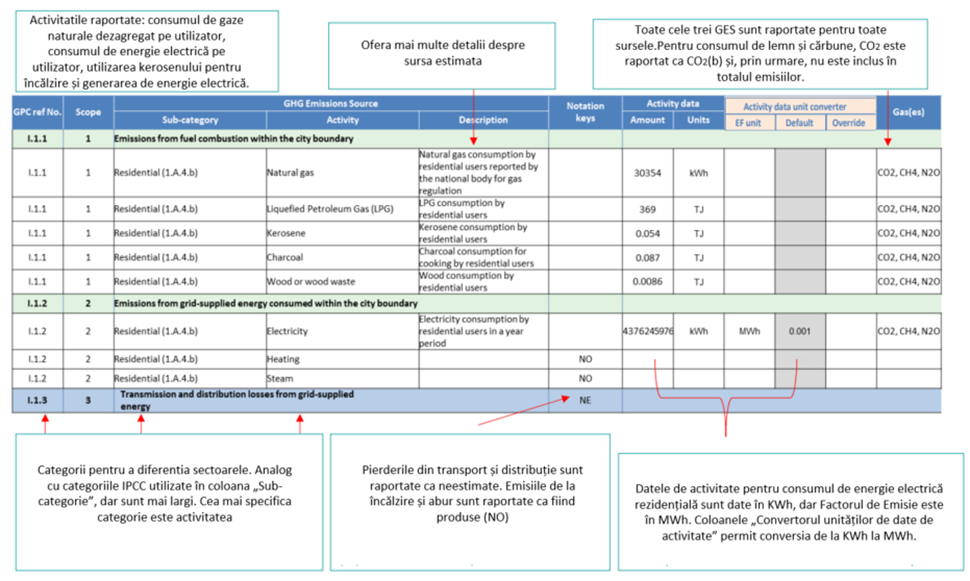 Activitatile raportate: consumul de gaze
naturale dezagregat pe utilizator,
consumul de energie electrică pe
utilizator, utilizarea kerosenului pentru
încălzire și generarea de energie electrică.
Ofera mai multe detalii despre
sursa estimata
Toate cele trei GES sunt raportate pentru toate
sursele.Pentru consumul de lemn și cărbune, CO₂ este
raportat ca CO₂(b) și, prin urmare, nu este inclus în
totalul emisiilor.
GPC ref No. Scope GHG Emissions Source Notation keys Activity data Activity data unit converter Gas(es)
Sub-category Activity Description Amount Units EF unit Default Override
I.1.1 1 Emissions from fuel combustion within the city boundary
I.1.1 1 Residential (1.A.4.b) Natural gas Natural gas consumption by
residential users reported by
the national body for gas
regulation 30354 kWh CO2, CH4, N2O
I.1.1 1 Residential (1.A.4.b) Liquefied Petroleum Gas (LPG) LPG consumption by
residential users 369 TJ CO2, CH4, N2O
I.1.1 1 Residential (1.A.4.b) Kerosene Kerosene consumption by
residential users 0.054 TJ CO2, CH4, N2O
I.1.1 1 Residential (1.A.4.b) Charcoal Charcoal consumption for
cooking by residential users 0.087 TJ CO2, CH4, N2O
I.1.1 1 Residential (1.A.4.b) Wood or wood waste Wood consumption by
residential users 0.0086 TJ CO2, CH4, N2O
I.1.2 2 Emissions from grid-supplied energy consumed within the city boundary
I.1.2 2 Residential (1.A.4.b) Electricity Electricity consumption by
residential users in a year
period 4376245976 kWh MWh 0.001 CO2, CH4, N2O
I.1.2 2 Residential (1.A.4.b) Heating NO
I.1.2 2 Residential (1.A.4.b) Steam NO
I.1.3 3 Transmission and distribution losses from grid-supplied
energy NE
Categorii pentru a diferentia sectoarele. Analog
cu categoriile IPCC utilizate în coloana „Sub-
categorie”, dar sunt mai largi. Cea mai specifica
categorie este activitatea
Pierderile din transport și distribuție sunt
raportate ca neestimate. Emisiile de la
încălzire și abur sunt raportate ca fiind
produse (NO)
Datele de activitate pentru consumul de energie electrică
rezidențială sunt date în KWh, dar Factorul de Emisie este
în MWh. Coloanele „Convertorul unităților de date de
activitate” permit conversia de la KWh la MWh.